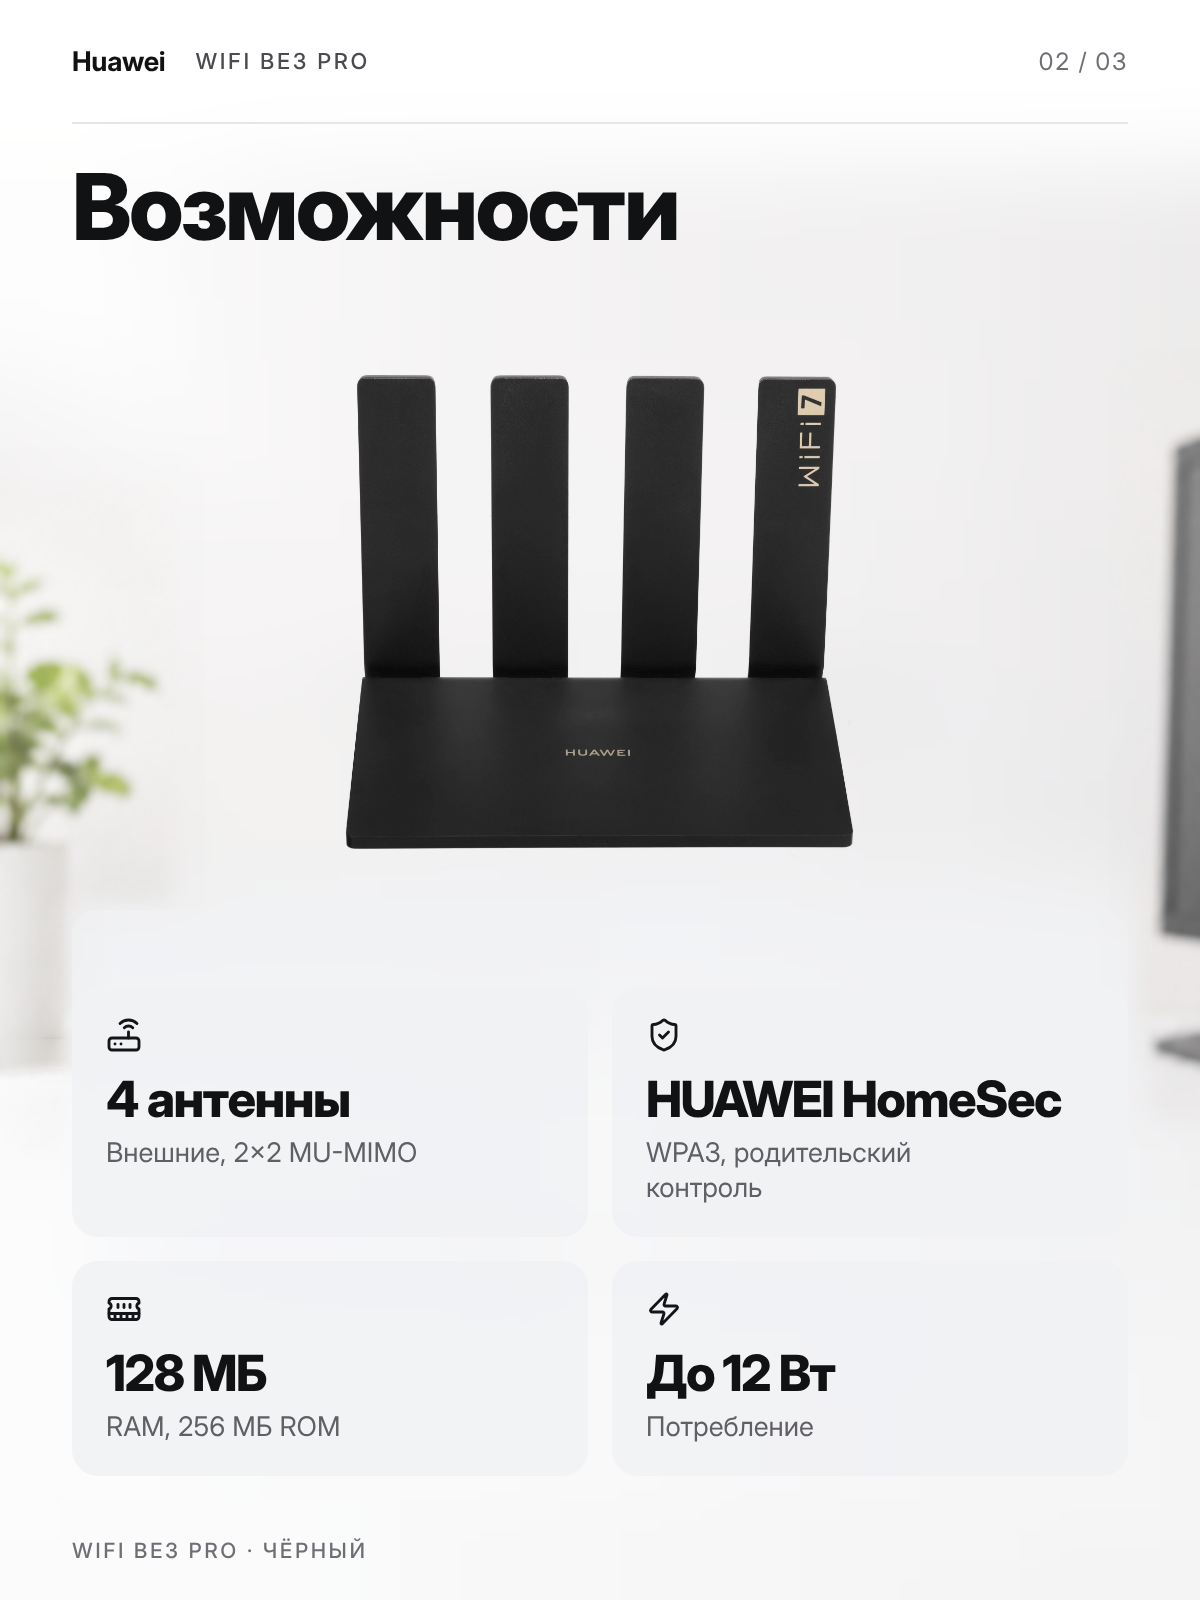 Huawei WIFI BE3 PRO
02 / 03
Возможности
WiFi 7
HUAWEI
4 антенны
Внешние, 2×2 MU-MIMO
HUAWEI HomeSec
WPA3, родительский
контроль
128 МБ
RAM, 256 МБ ROM
До 12 Вт
Потребление
WIFI BE3 PRO · ЧЁРНЫЙ